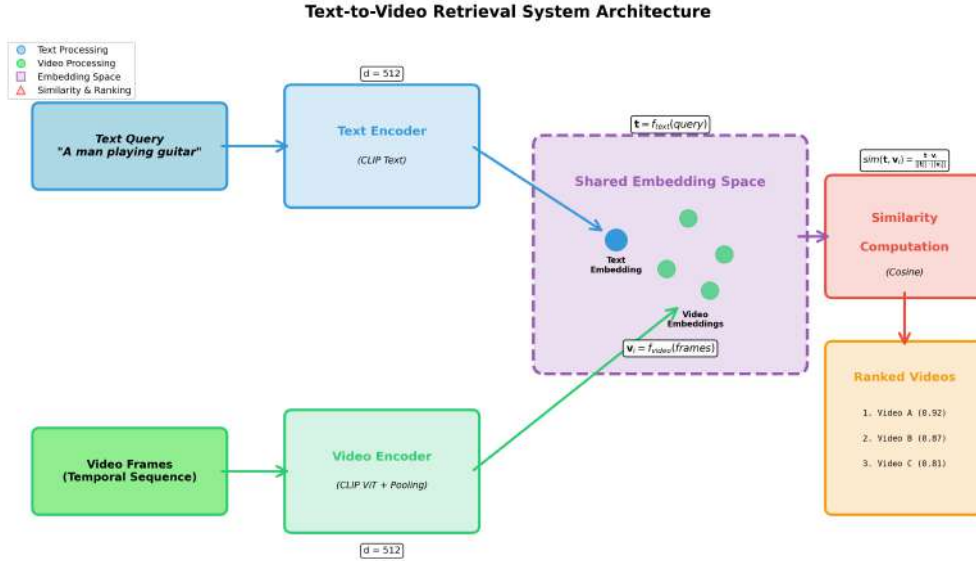 Text-to-Video Retrieval System Architecture
Text Processing
Video Processing
Embedding Space
Similarity & Ranking
Text Query
"A man playing guitar"
d = 512
Text Encoder
(CLIP Text)
t = f_text(query)
Shared Embedding Space
Text
Embedding
Video
Embeddings
v_i = f_video(frames)
sim(t, v_i) = t · v_i / ||t|| · ||v_i||
Similarity
Computation
(Cosine)
Ranked Videos
1. Video A (0.92)
2. Video B (0.87)
3. Video C (0.81)
Video Frames
(Temporal Sequence)
Video Encoder
(CLIP ViT + Pooling)
d = 512